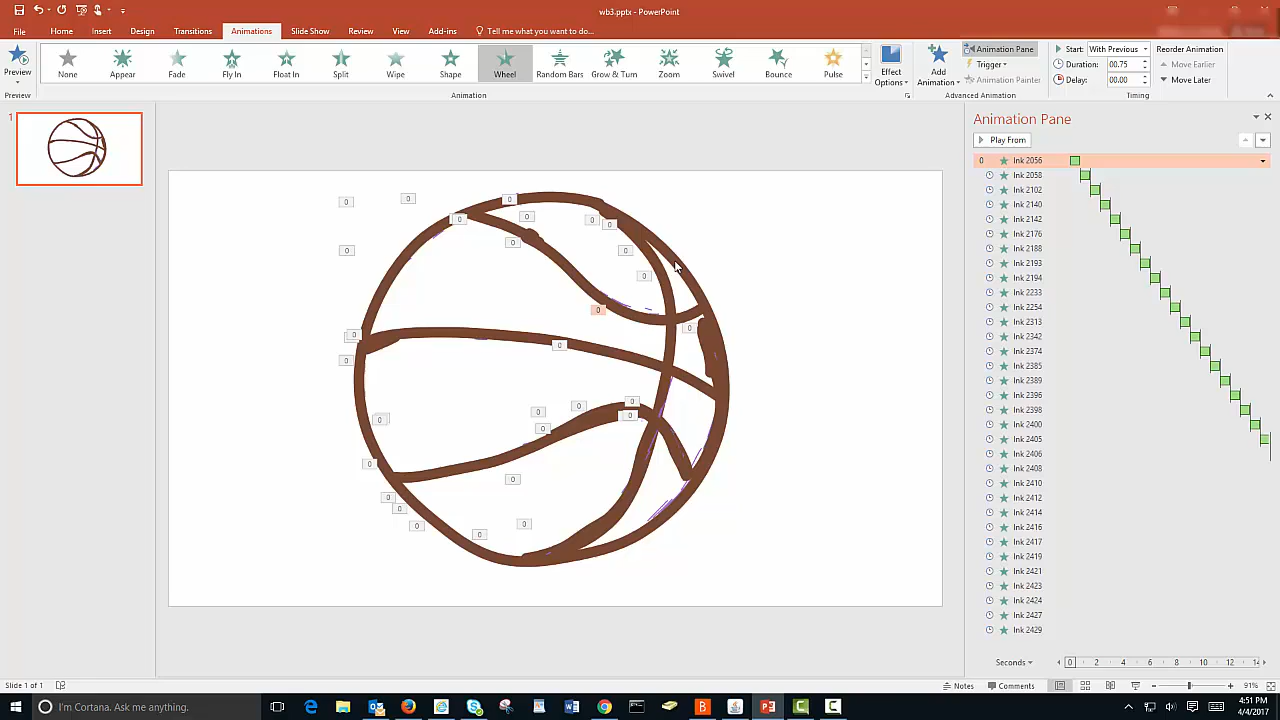 wb3.pptx - PowerPoint
File Home Insert Design Transitions Animations Slide Show Review View Add-ins Tell me what you want to do...
Preview None Appear Fade Fly In Float In Split Wipe Shape Wheel Random Bars Grow & Turn Zoom Swivel Bounce Pulse Effect Options Add Animation
Animation Pane Start: With Previous Reorder Animation
Trigger Duration: 00.75 Move Earlier
Animation Painter Delay: 00.00 Move Later
Preview Animation Advanced Animation Timing
1
Animation Pane
Play From
0 Ink 2056
Ink 2058
Ink 2102
Ink 2140
Ink 2142
Ink 2176
Ink 2188
Ink 2193
Ink 2194
Ink 2233
Ink 2254
Ink 2313
Ink 2342
Ink 2374
Ink 2385
Ink 2389
Ink 2396
Ink 2398
Ink 2400
Ink 2405
Ink 2406
Ink 2408
Ink 2410
Ink 2412
Ink 2414
Ink 2416
Ink 2417
Ink 2419
Ink 2421
Ink 2423
Ink 2424
Ink 2427
Ink 2429
Seconds 0 2 4 6 8 10 12 14
Slide 1 of 1 Notes Comments 91%
I'm Cortana. Ask me anything.
4:51 PM
4/4/2017